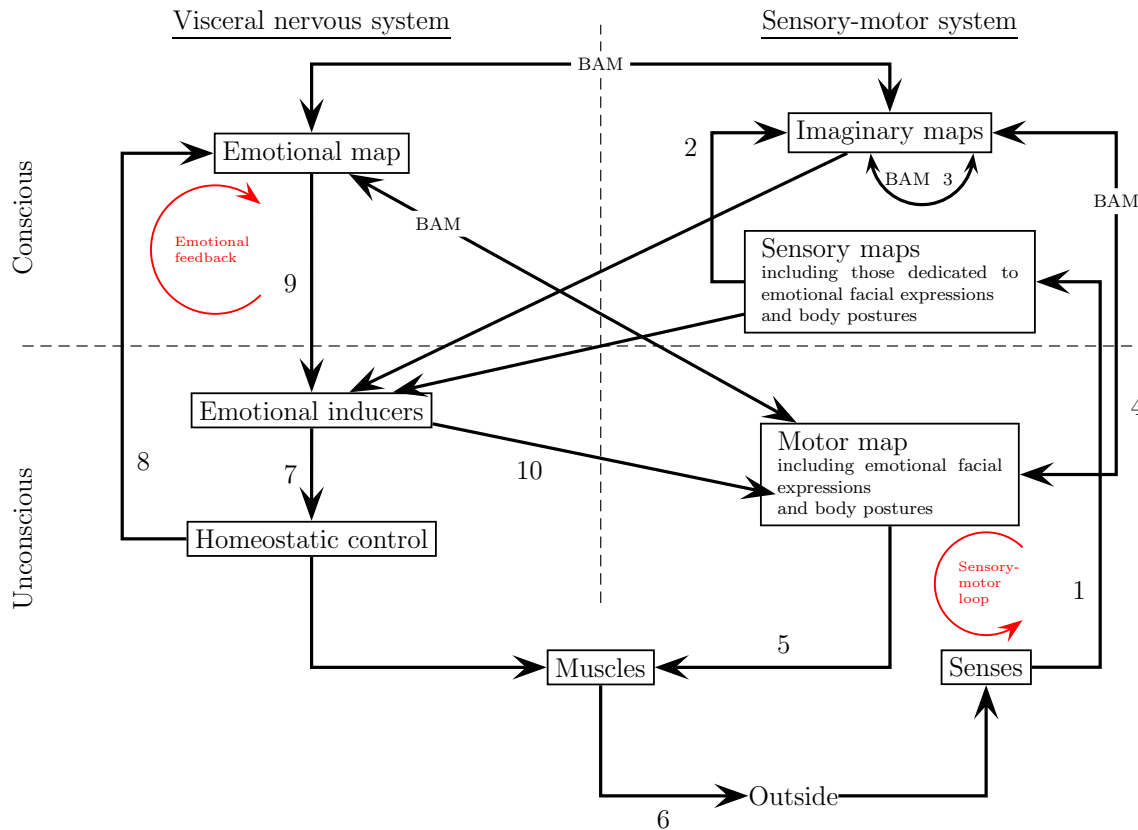 Visceral nervous system
Sensory-motor system
BAM
Imaginary maps
2
Emotional map
BAM 3
Conscious
BAM
BAM
Emotional
feedback
9
Sensory maps
including those dedicated to
emotional facial expressions
and body postures
4
Emotional inducers
Motor map
including emotional facial
expressions
and body postures
8
7
10
Unconscious
Homeostatic control
Sensory-
motor
loop
1
5
Muscles
Senses
Outside
6